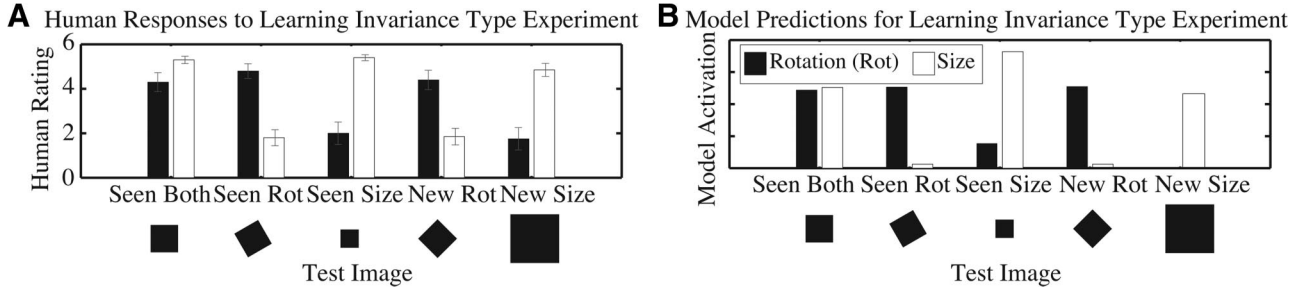 A Human Responses to Learning Invariance Type Experiment
Human Rating
6
4
2
0
Seen Both Seen Rot Seen Size New Rot New Size
Test Image
B Model Predictions for Learning Invariance Type Experiment
Model Activation
Rotation (Rot) Size
Seen Both Seen Rot Seen Size New Rot New Size
Test Image